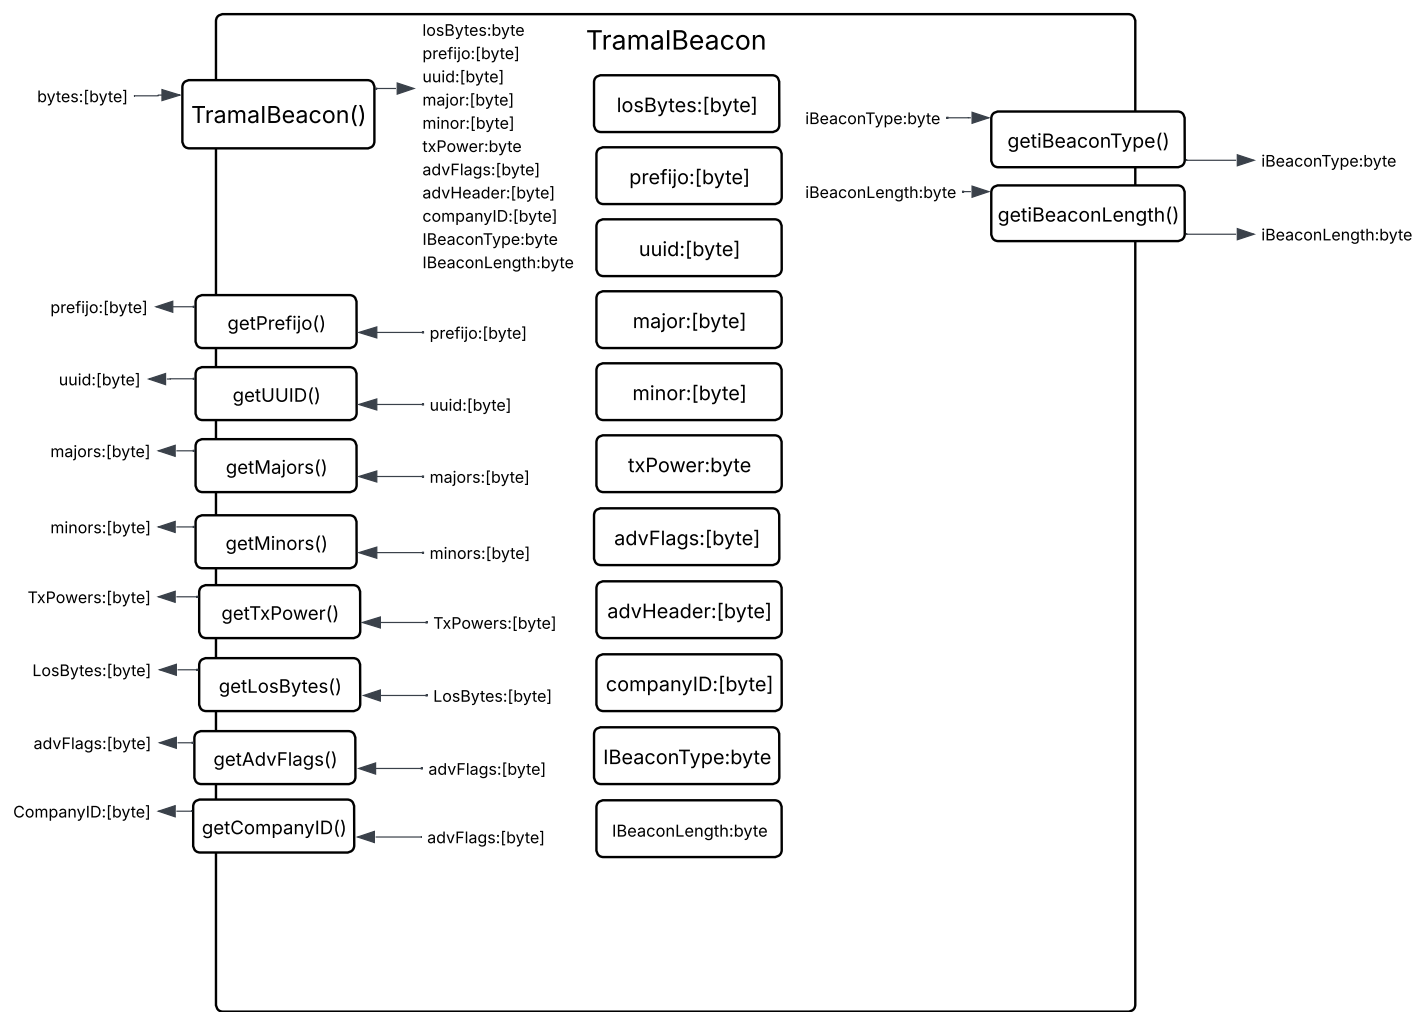 TramaIBeacon
bytes:[byte]
TramaIBeacon()
losBytes:byte
prefijo:[byte]
uuid:[byte]
major:[byte]
minor:[byte]
txPower:byte
advFlags:[byte]
advHeader:[byte]
companyID:[byte]
IBeaconType:byte
IBeaconLength:byte
prefijo:[byte]
getPrefijo()
prefijo:[byte]
uuid:[byte]
getUUID()
uuid:[byte]
majors:[byte]
getMajors()
majors:[byte]
minors:[byte]
getMinors()
minors:[byte]
TxPowers:[byte]
getTxPower()
TxPowers:[byte]
LosBytes:[byte]
getLosBytes()
LosBytes:[byte]
advFlags:[byte]
getAdvFlags()
advFlags:[byte]
CompanyID:[byte]
getCompanyID()
advFlags:[byte]
losBytes:[byte]
prefijo:[byte]
uuid:[byte]
major:[byte]
minor:[byte]
txPower:byte
advFlags:[byte]
advHeader:[byte]
companyID:[byte]
IBeaconType:byte
IBeaconLength:byte
iBeaconType:byte
getiBeaconType()
iBeaconType:byte
iBeaconLength:byte
getiBeaconLength()
iBeaconLength:byte